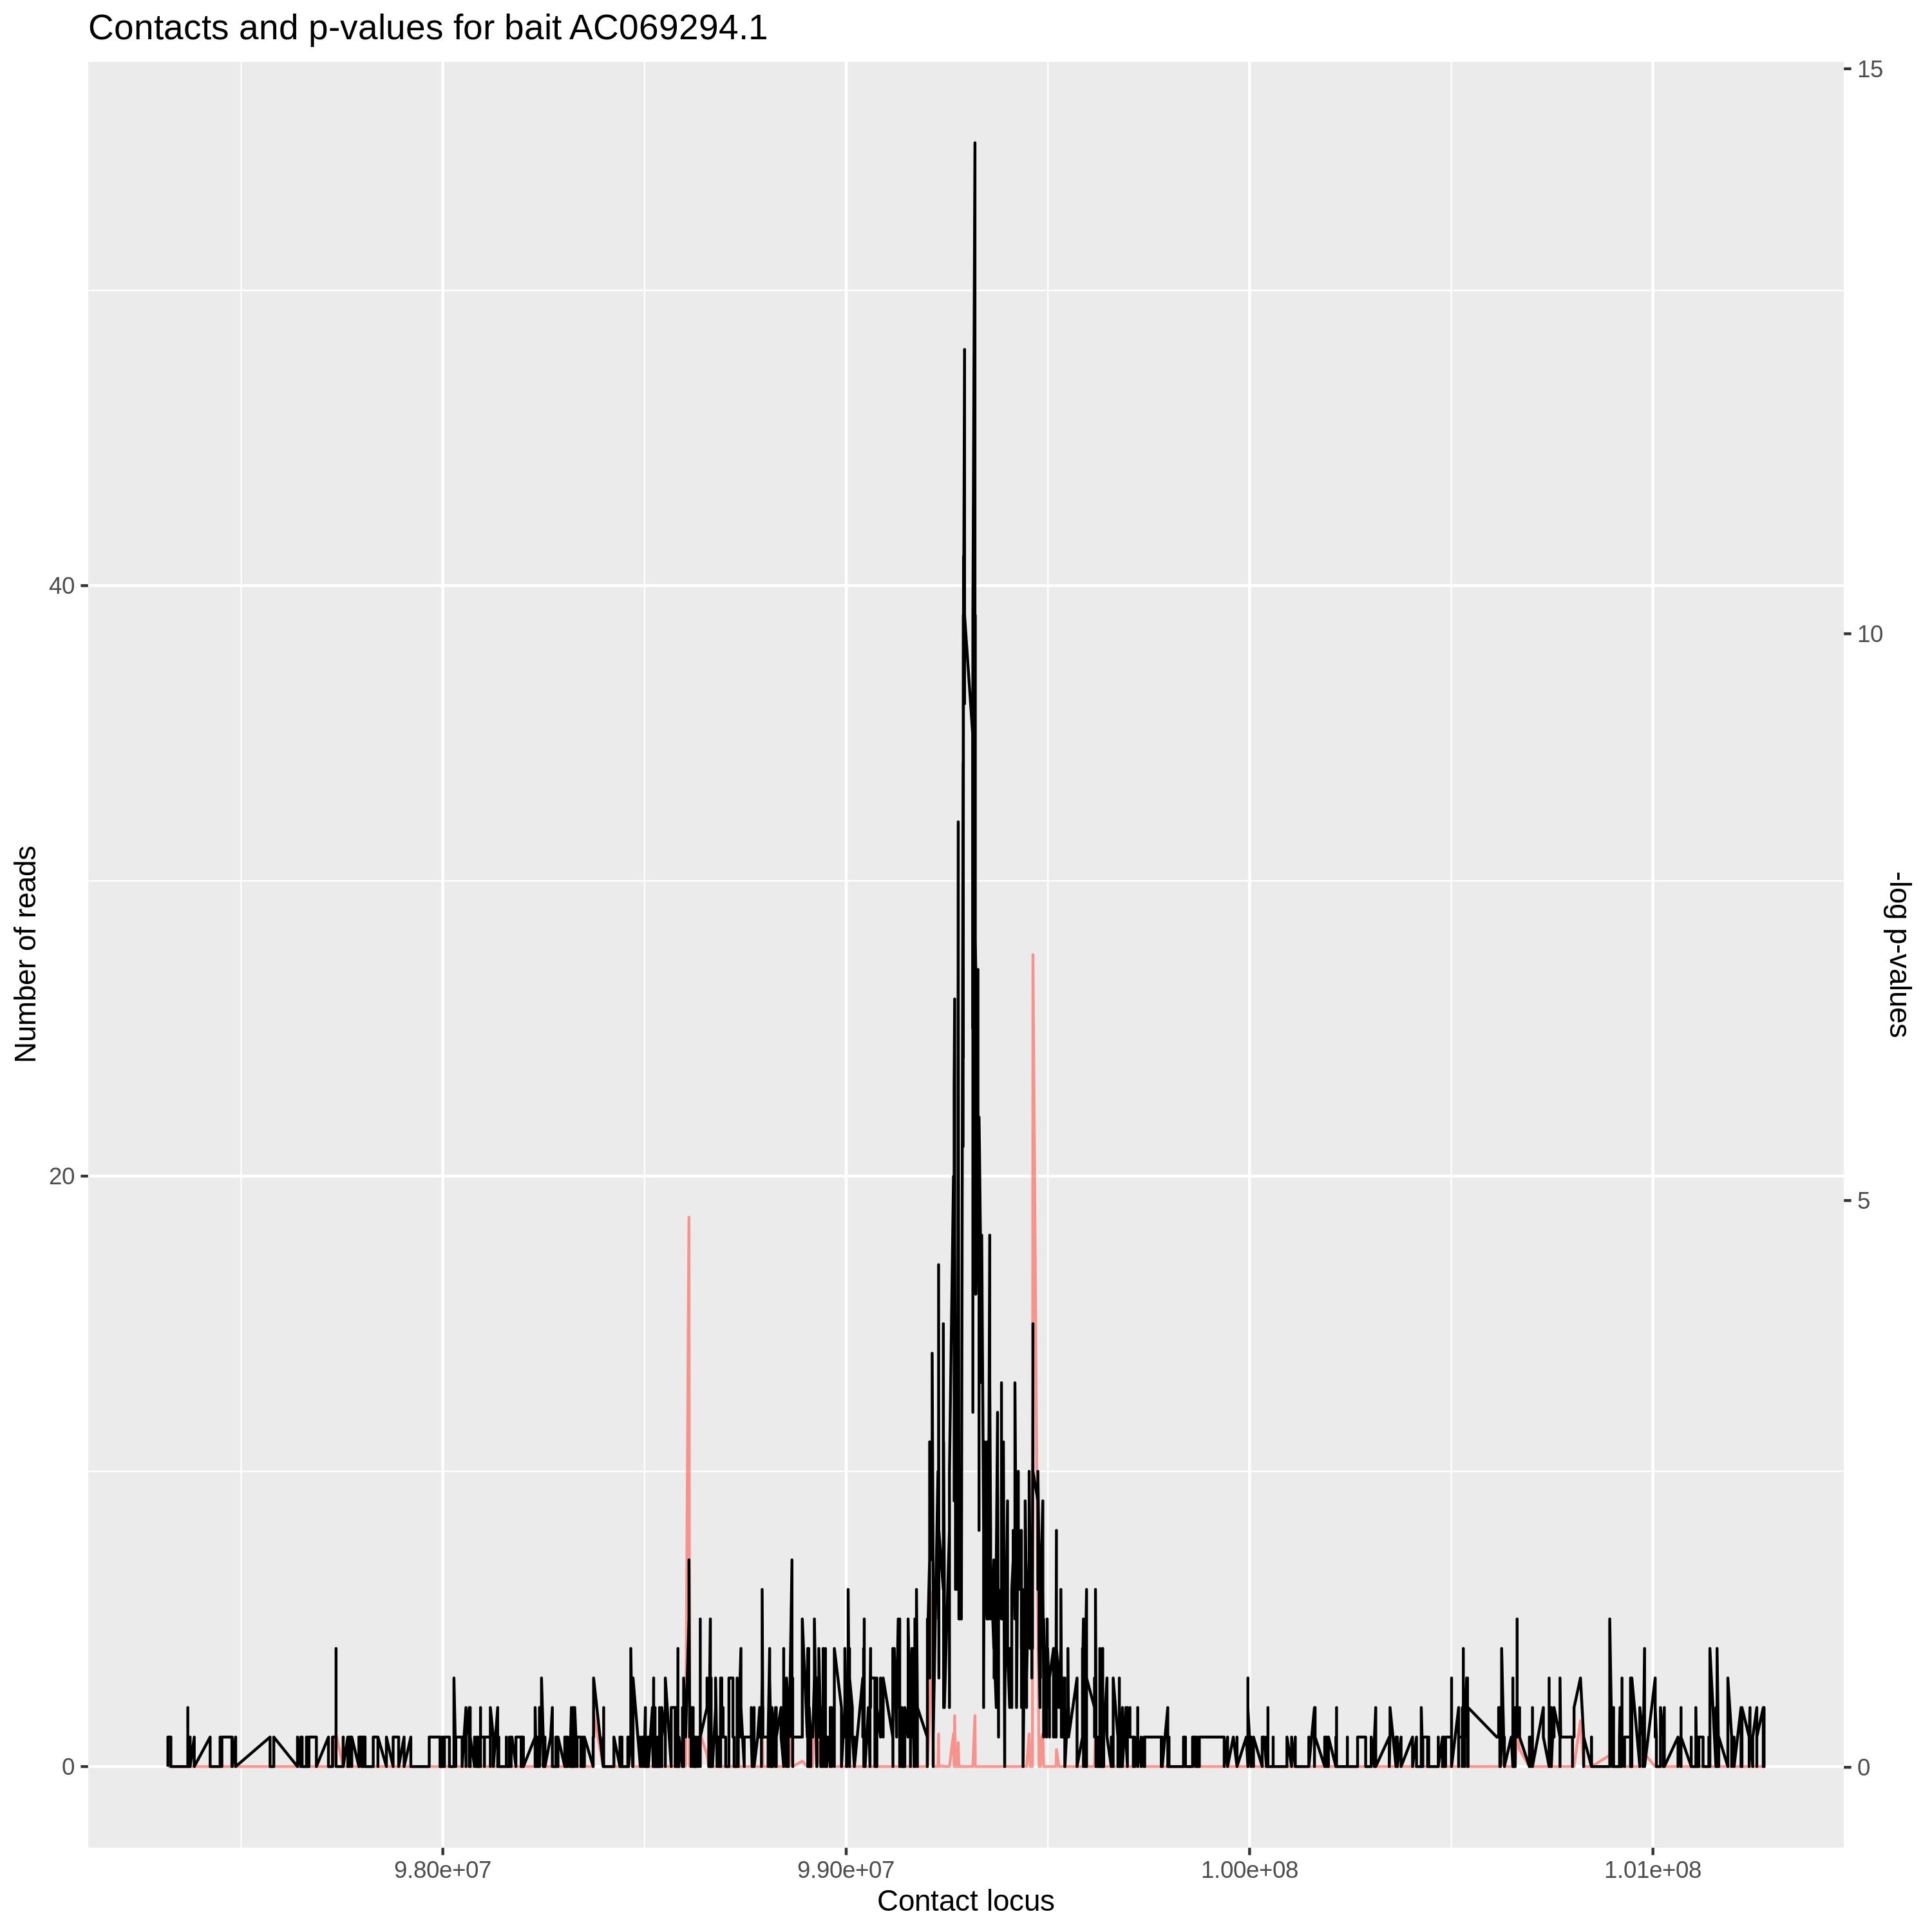 Contacts and p-values for bait AC069294.1
Number of reads
40
20
0
15
10
5
0
-log p-values
9.80e+07
9.90e+07
1.00e+08
1.01e+08
Contact locus